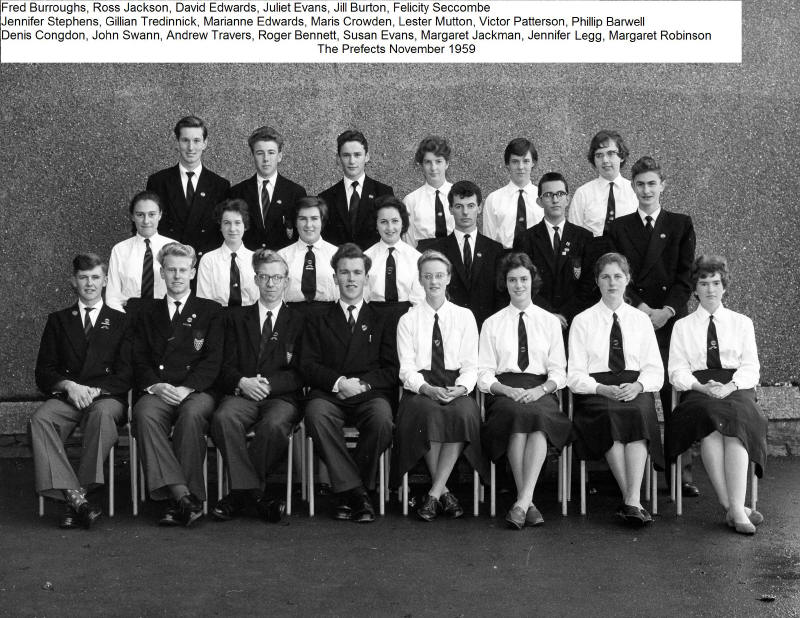 Fred Burroughs, Ross Jackson, David Edwards, Juliet Evans, Jill Burton, Felicity Seccombe
Jennifer Stephens, Gillian Tredinnick, Marianne Edwards, Maris Crowden, Lester Mutton, Victor Patterson, Phillip Barwell
Denis Congdon, John Swann, Andrew Travers, Roger Bennett, Susan Evans, Margaret Jackman, Jennifer Legg, Margaret Robinson
The Prefects November 1959